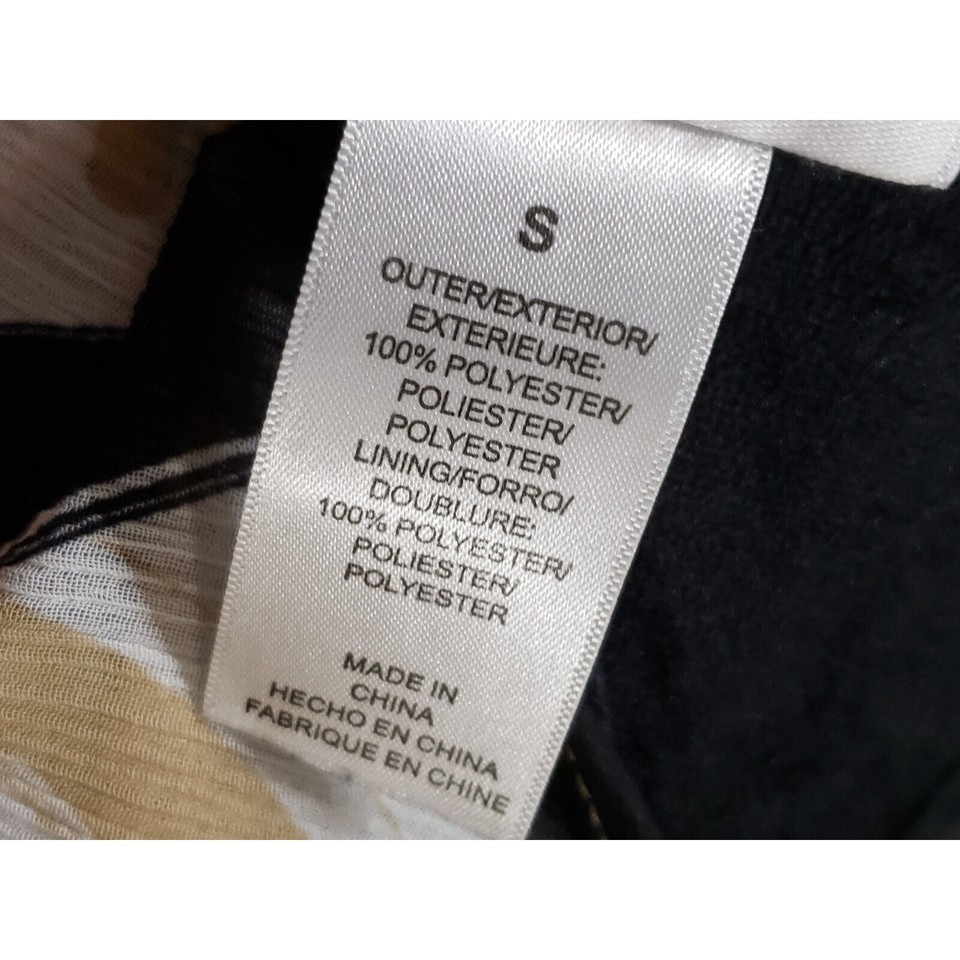 S
OUTER/EXTERIOR/
EXTERIEURE:
100% POLYESTER/
POLIESTER/
POLYESTER
LINING/FORRO/
DOUBLURE:
100% POLYESTER/
POLIESTER/
POLYESTER
MADE IN
CHINA
HECHO EN CHINA
FABRIQUE EN CHINE